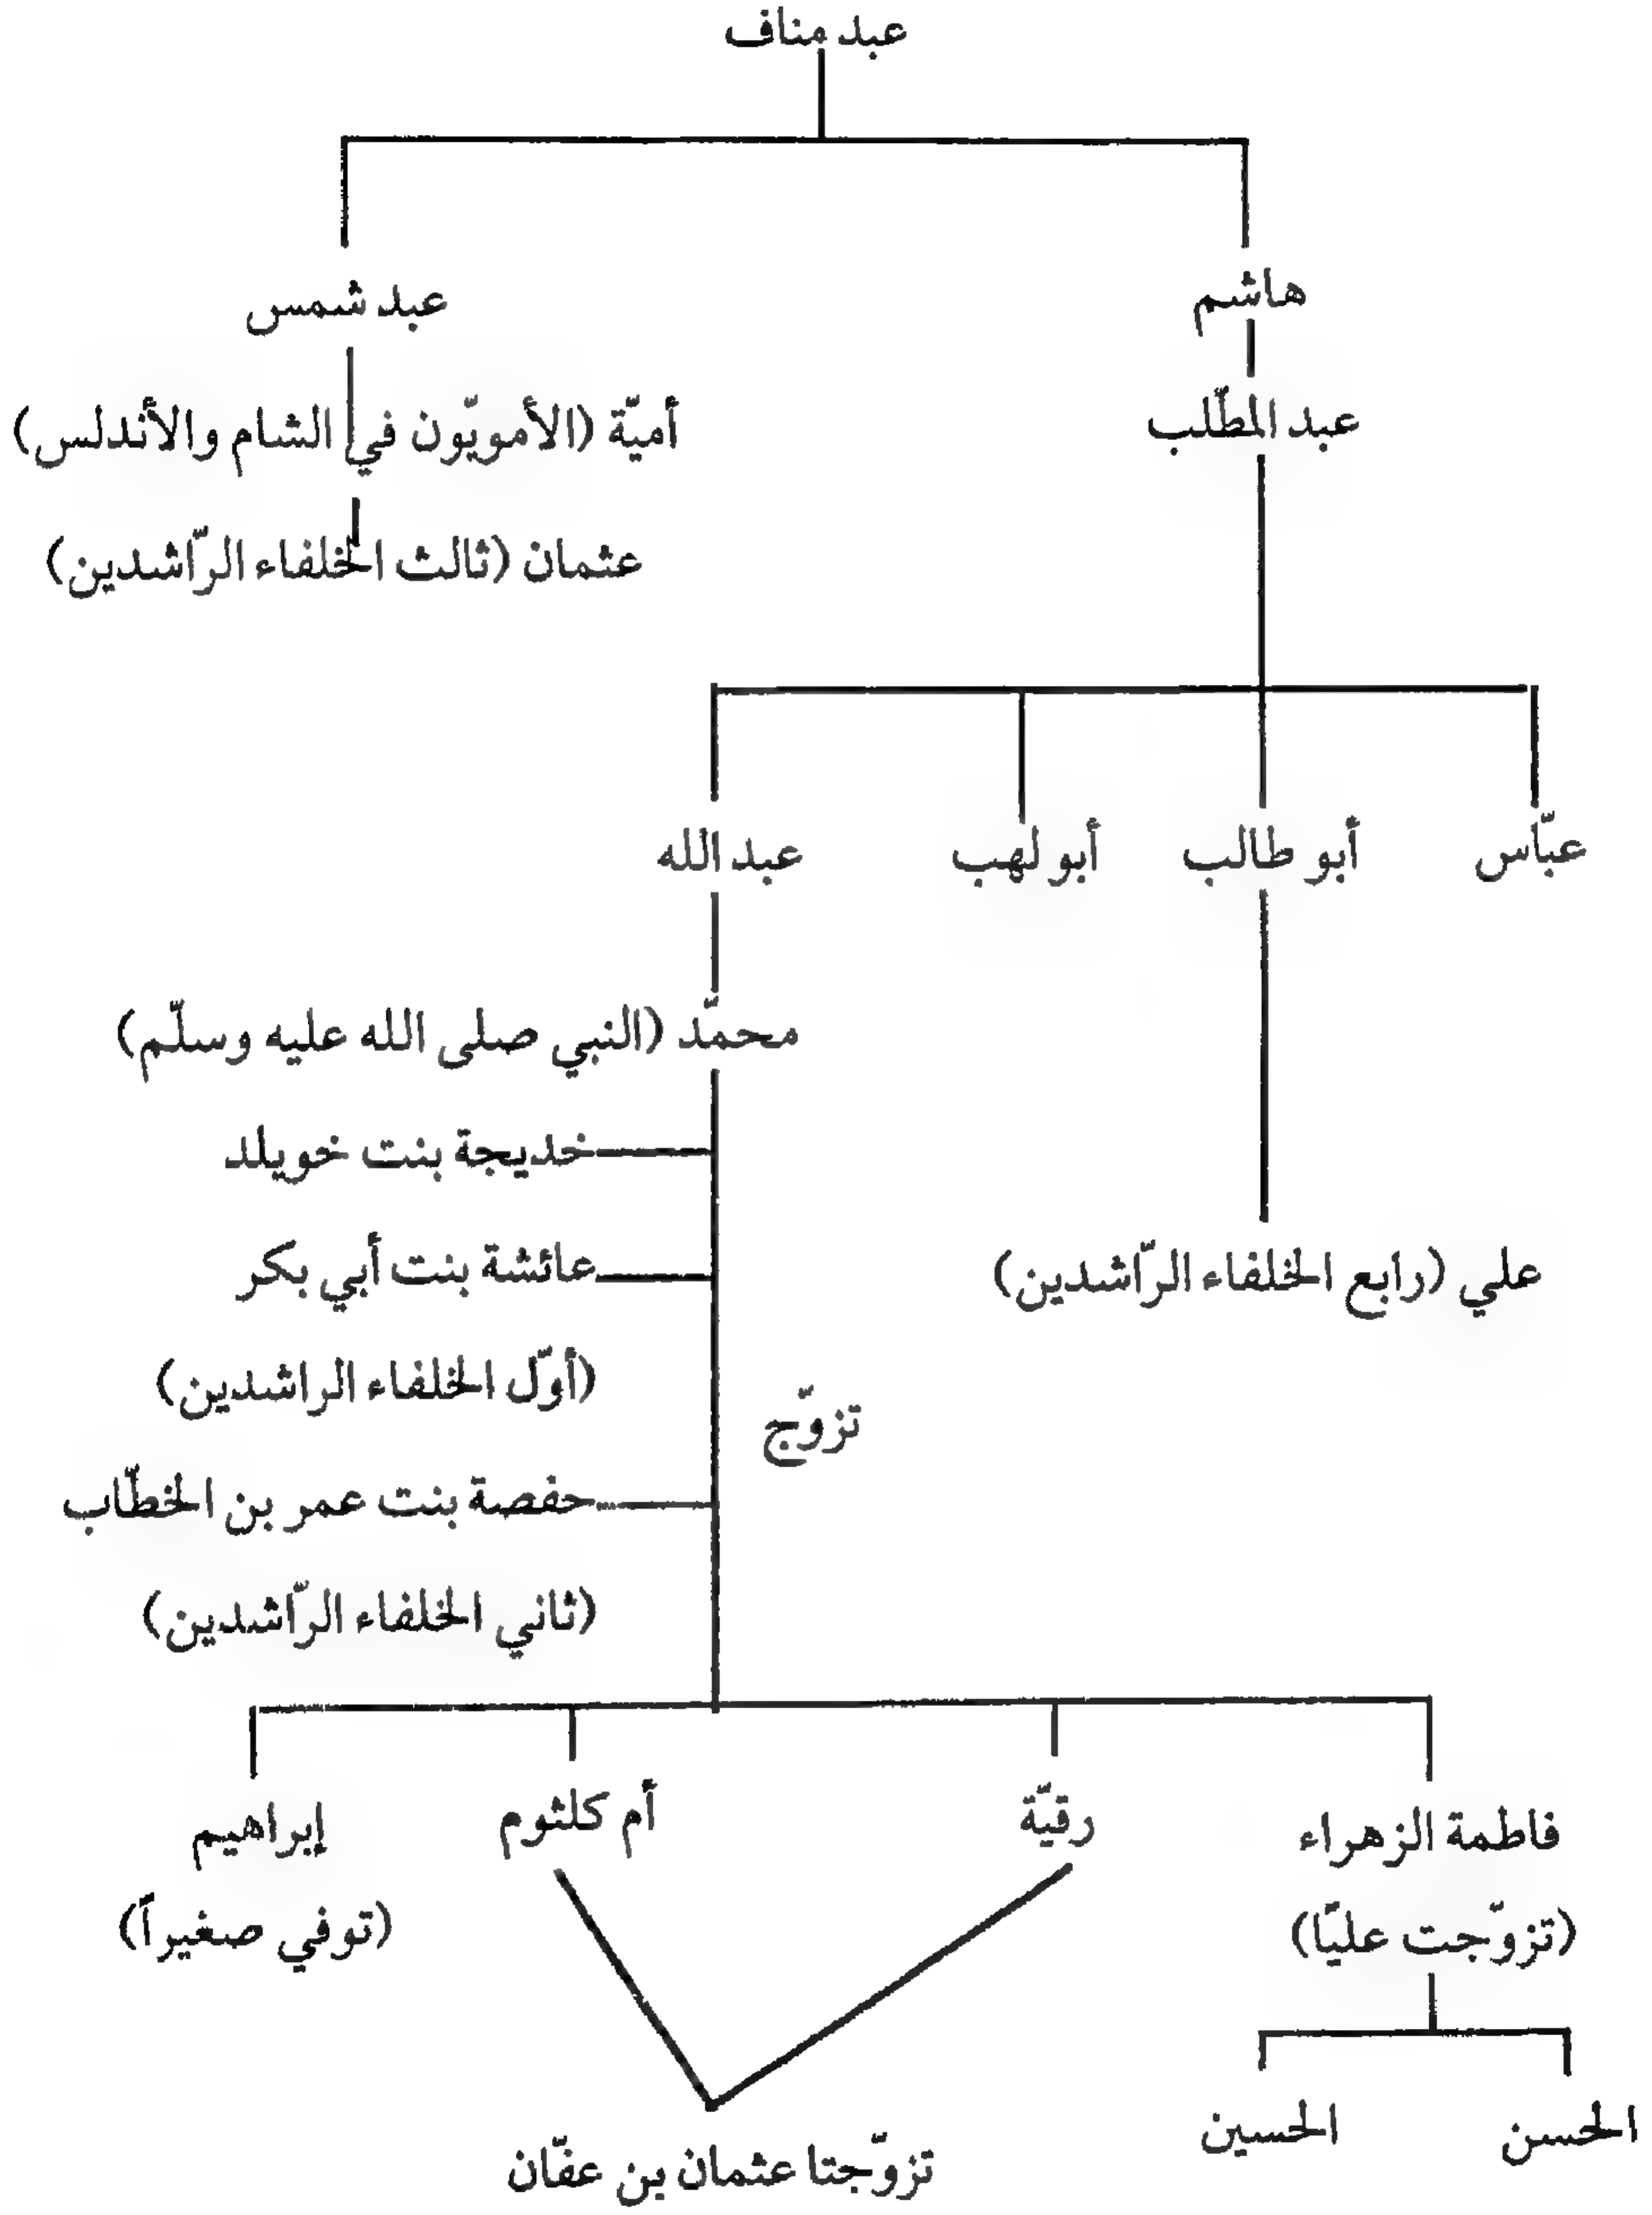 عبد مناف
هاشم
عبد شمس
عبد المطّلب
أميّة (الأمويّون في الشام والأندلس)
عثمان (ثالث الخلفاء الرّاشدين)
عبّاس
أبو طالب
أبو لهب
عبد الله
محمّد (النبي صلى الله عليه وسلّم)
خديجة بنت خويلد
عائشة بنت أبي بكر
علي (رابع الخلفاء الرّاشدين)
(أوّل الخلفاء الراشدين)
تزوّج
حفصة بنت عمر بن الخطّاب
(ثاني الخلفاء الرّاشدين)
فاطمة الزهراء
رقيّة
أم كلثوم
إبراهيم
(تزوّجت عليّا)
(توفي صغيراً)
الحسن
الحسين
تزوّجتا عثمان بن عفّان